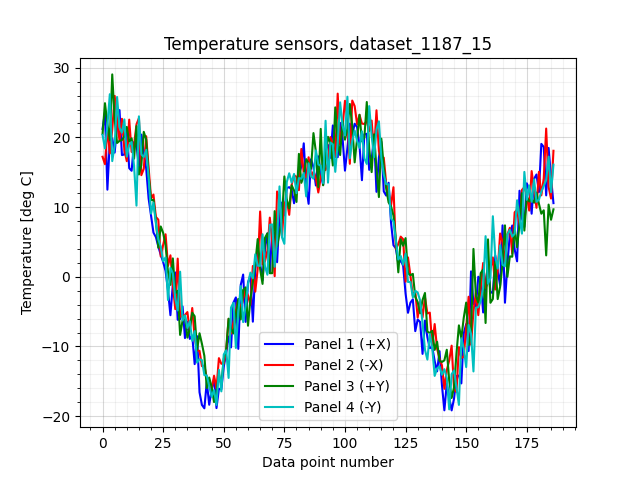 Temperature sensors, dataset_1187_15
30
20
10
0
−10
−20
Temperature [deg C]
Panel 1 (+X)
Panel 2 (-X)
Panel 3 (+Y)
Panel 4 (-Y)
0 25 50 75 100 125 150 175
Data point number